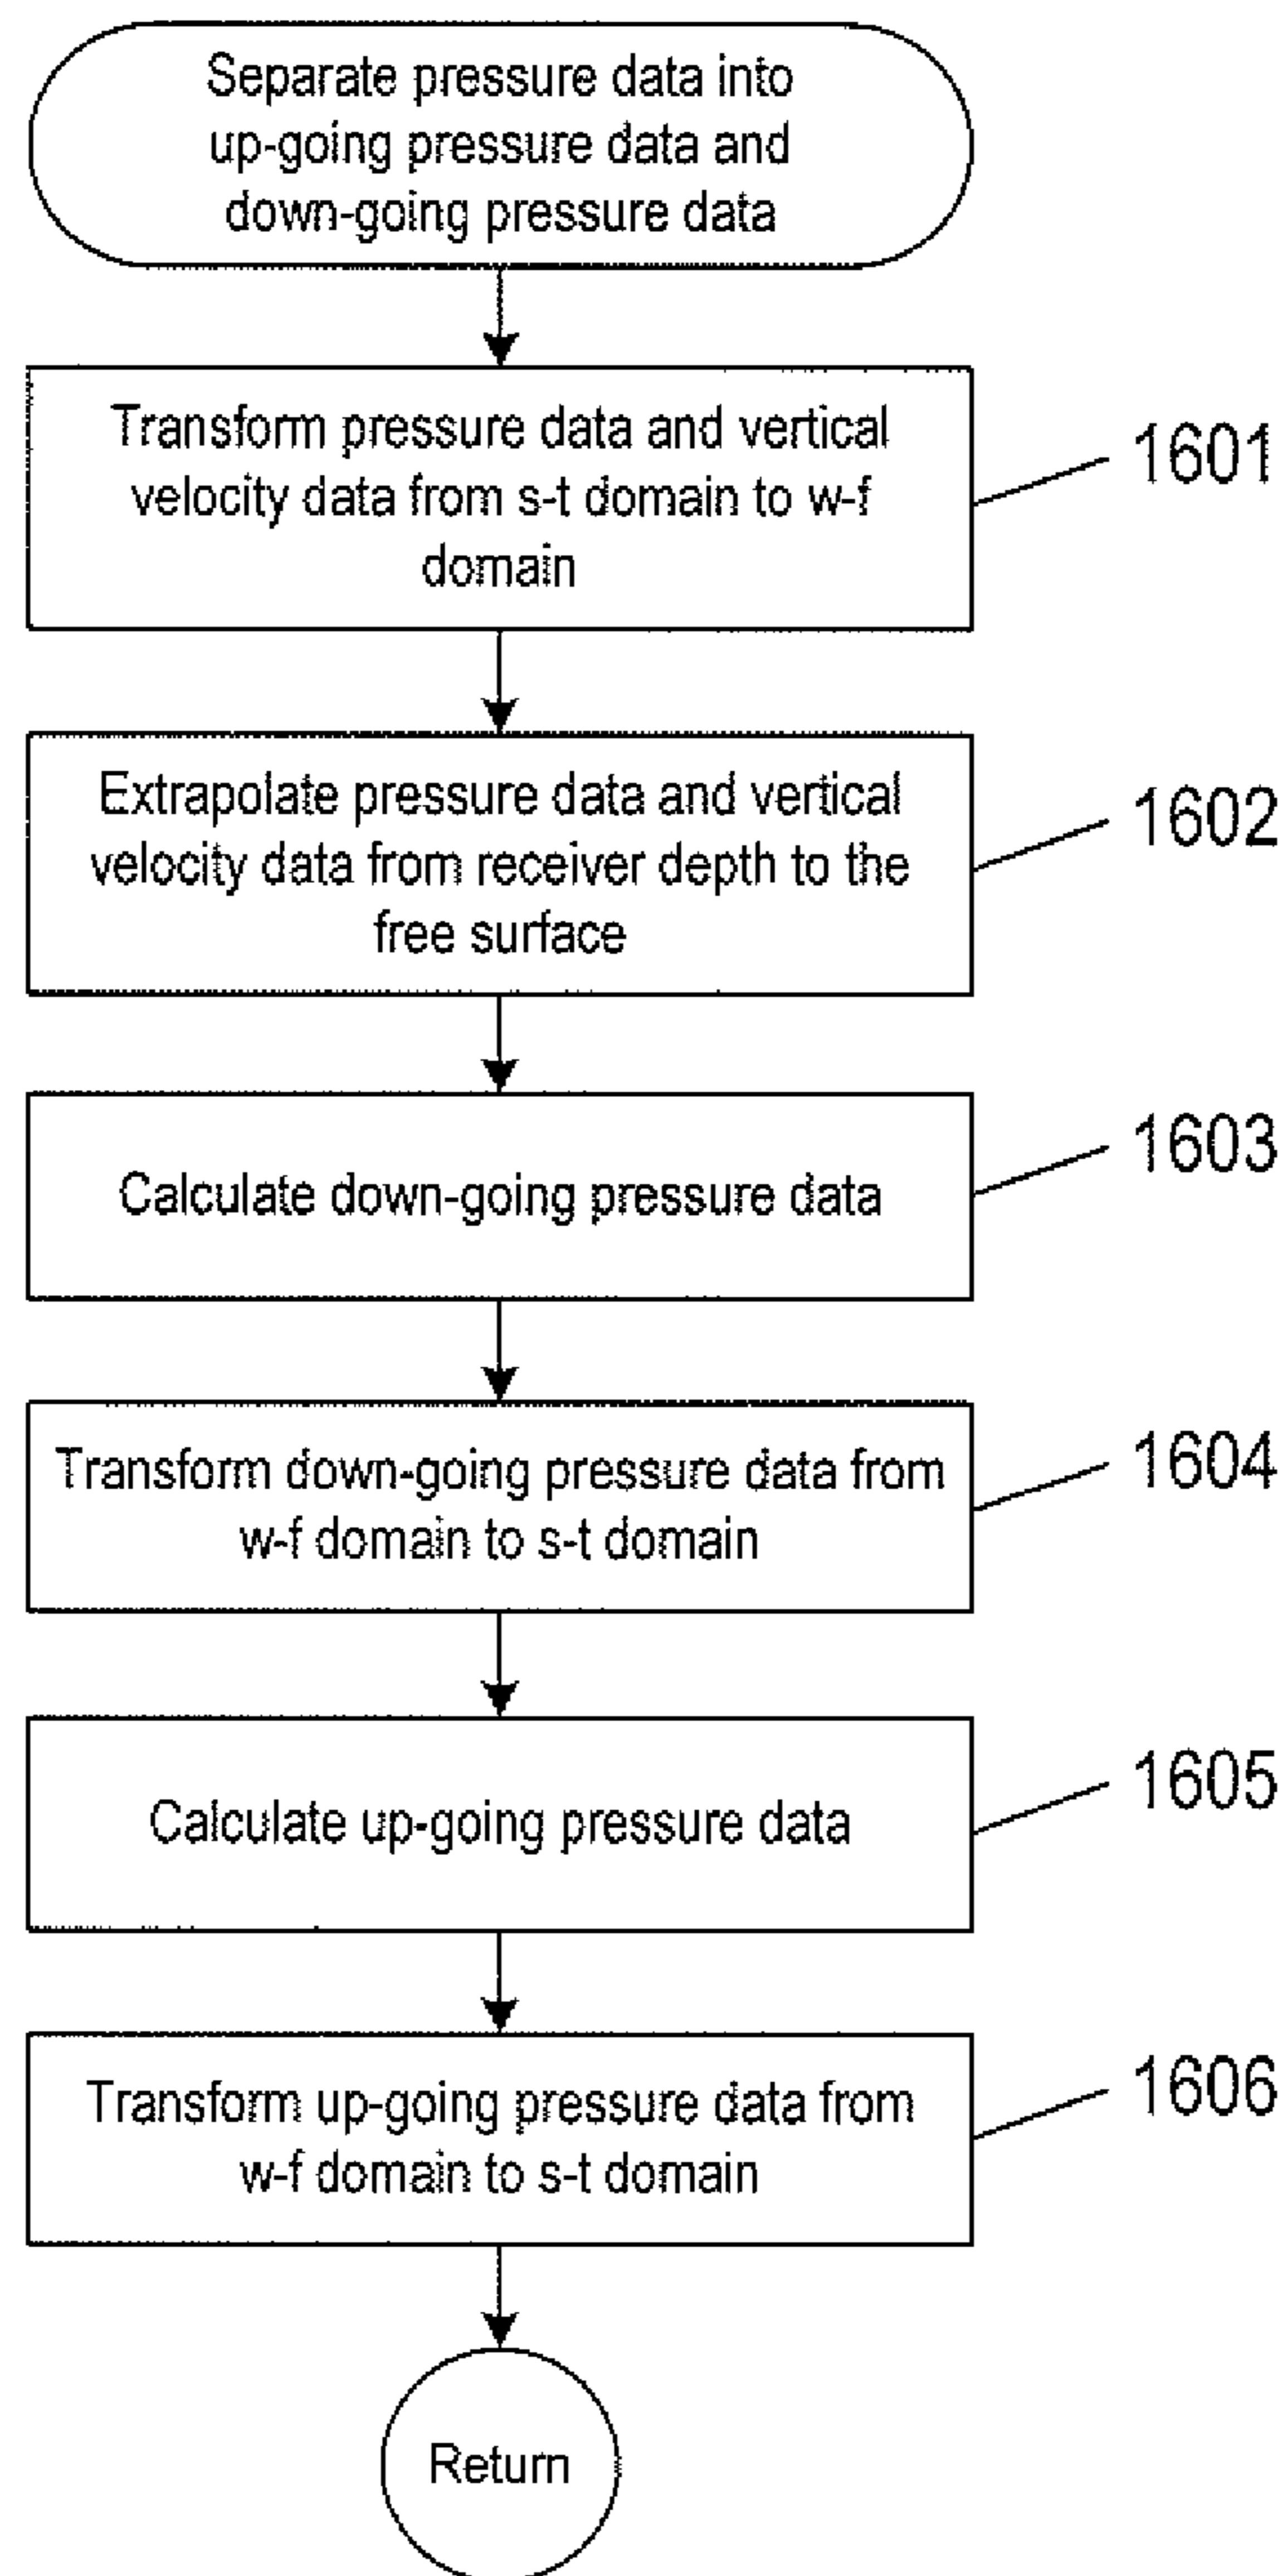 Separate pressure data into
up-going pressure data and
down-going pressure data
Transform pressure data and vertical
velocity data from s-t domain to w-f
domain
1601
Extrapolate pressure data and vertical
velocity data from receiver depth to the
free surface
1602
Calculate down-going pressure data
1603
Transform down-going pressure data from
w-f domain to s-t domain
1604
Calculate up-going pressure data
1605
Transform up-going pressure data from
w-f domain to s-t domain
1606
Return